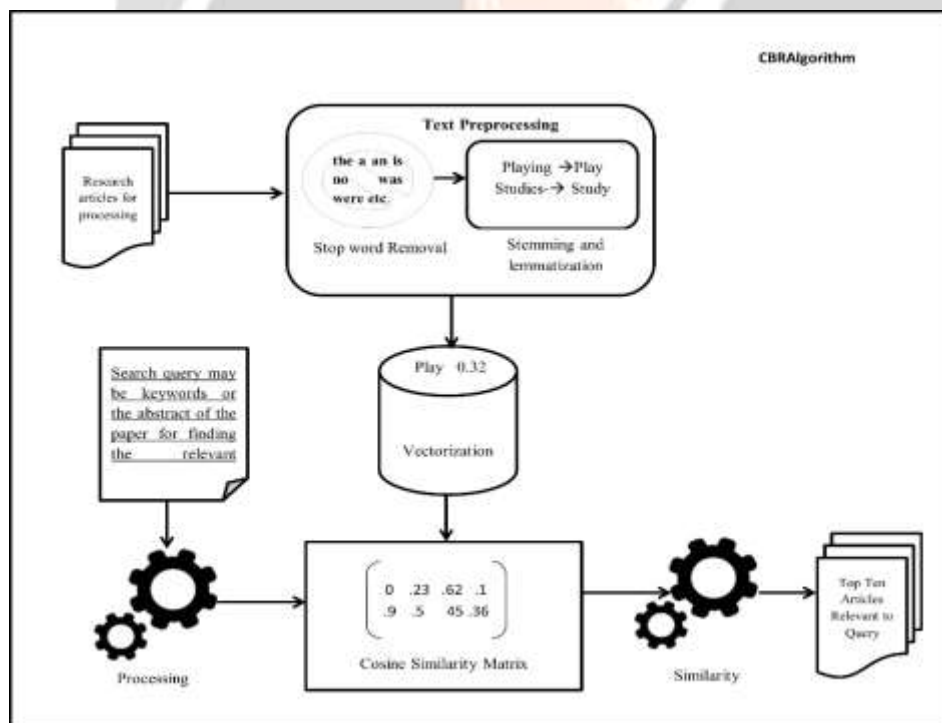 CBRAlgorithm
Text Preprocessing
Research
articles for
processing
the a an is
no was
were etc.
Stop word Removal
Playing →Play
Studies-→ Study
Stemming and
lemmatization
Play 0.32
Vectorization
Search query may
be keywords or
the abstract of the
paper for finding
the relevant
Processing
0 .23 .62 .1
.9 .5 45 .36
Cosine Similarity Matrix
Similarity
Top Ten
Articles
Relevant to
Query